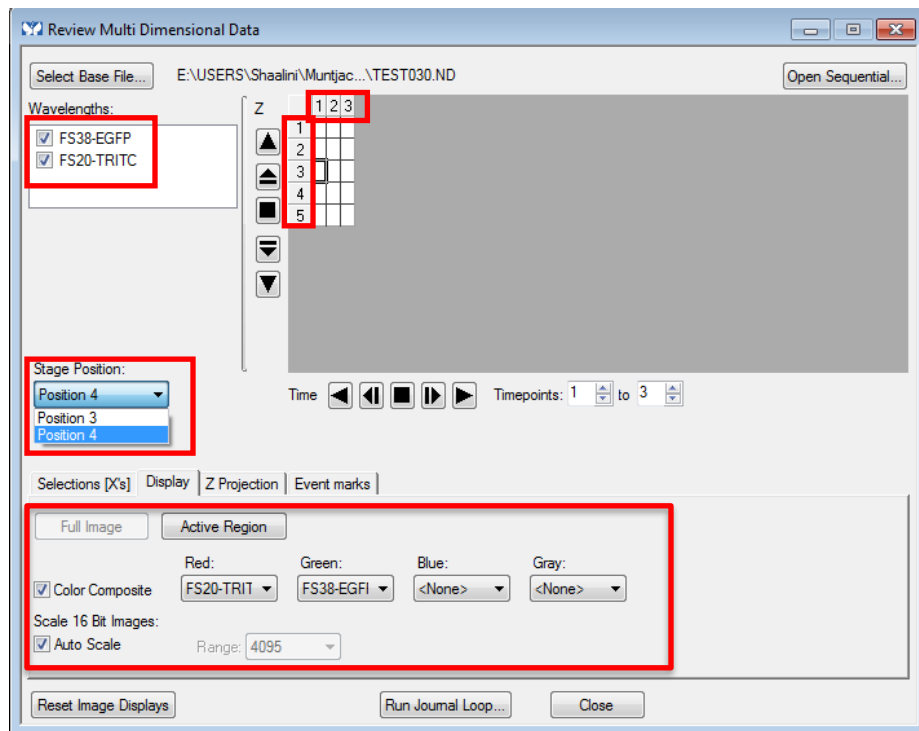 Review Multi Dimensional Data
Select Base File... E:\USERS\Shaalini\Muntjac...\TEST030.ND Open Sequential...
Wavelengths: Z 1 2 3
FS38-EGFP
FS20-TRITC
1
2
3
4
5
Stage Position:
Position 4 Time Timepoints: 1 to 3
Position 3
Position 4
Selections [X's] Display Z Projection Event marks
Full Image Active Region
Red: Green: Blue: Gray:
Color Composite FS20-TRIT FS38-EGFI <None> <None>
Scale 16 Bit Images:
Auto Scale Range: 4095
Reset Image Displays Run Journal Loop... Close